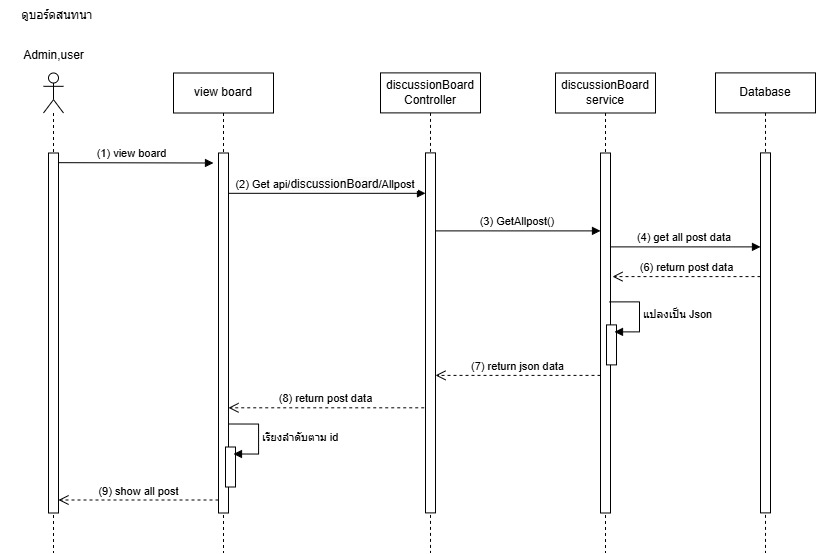 ดูบอร์ดสนทนา
Admin,user
view board
discussionBoard
Controller
discussionBoard
service
Database
(1) view board
(2) Get api/discussionBoard/Allpost
(3) GetAllpost()
(4) get all post data
(6) return post data
แปลงเป็น Json
(7) return json data
(8) return post data
เรียงลำดับตาม id
(9) show all post